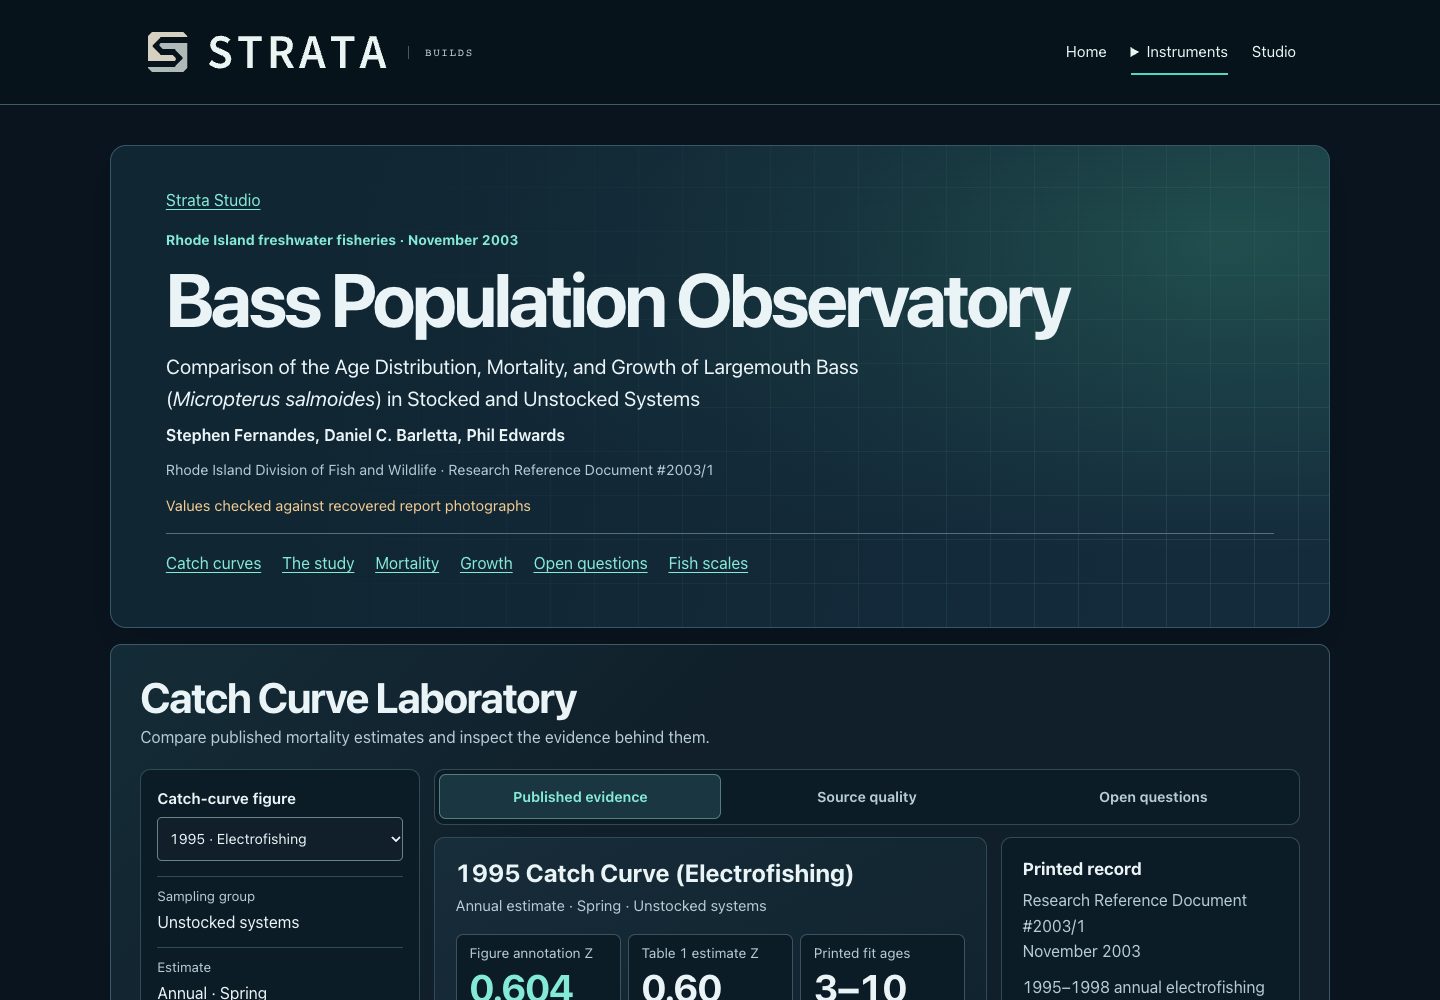 STRATA
BUILDS
Home
▶ Instruments
Studio
Strata Studio
Rhode Island freshwater fisheries · November 2003
Bass Population Observatory
Comparison of the Age Distribution, Mortality, and Growth of Largemouth Bass
(Micropterus salmoides) in Stocked and Unstocked Systems
Stephen Fernandes, Daniel C. Barletta, Phil Edwards
Rhode Island Division of Fish and Wildlife · Research Reference Document #2003/1
Values checked against recovered report photographs
Catch curves
The study
Mortality
Growth
Open questions
Fish scales
Catch Curve Laboratory
Compare published mortality estimates and inspect the evidence behind them.
Catch-curve figure
1995 · Electrofishing
Sampling group
Unstocked systems
Estimate
Annual · Spring
Published evidence
Source quality
Open questions
1995 Catch Curve (Electrofishing)
Annual estimate · Spring · Unstocked systems
Figure annotation Z
0.604
Table 1 estimate Z
0.60
Printed fit ages
3–10
Printed record
Research Reference Document
#2003/1
November 2003
1995–1998 annual electrofishing